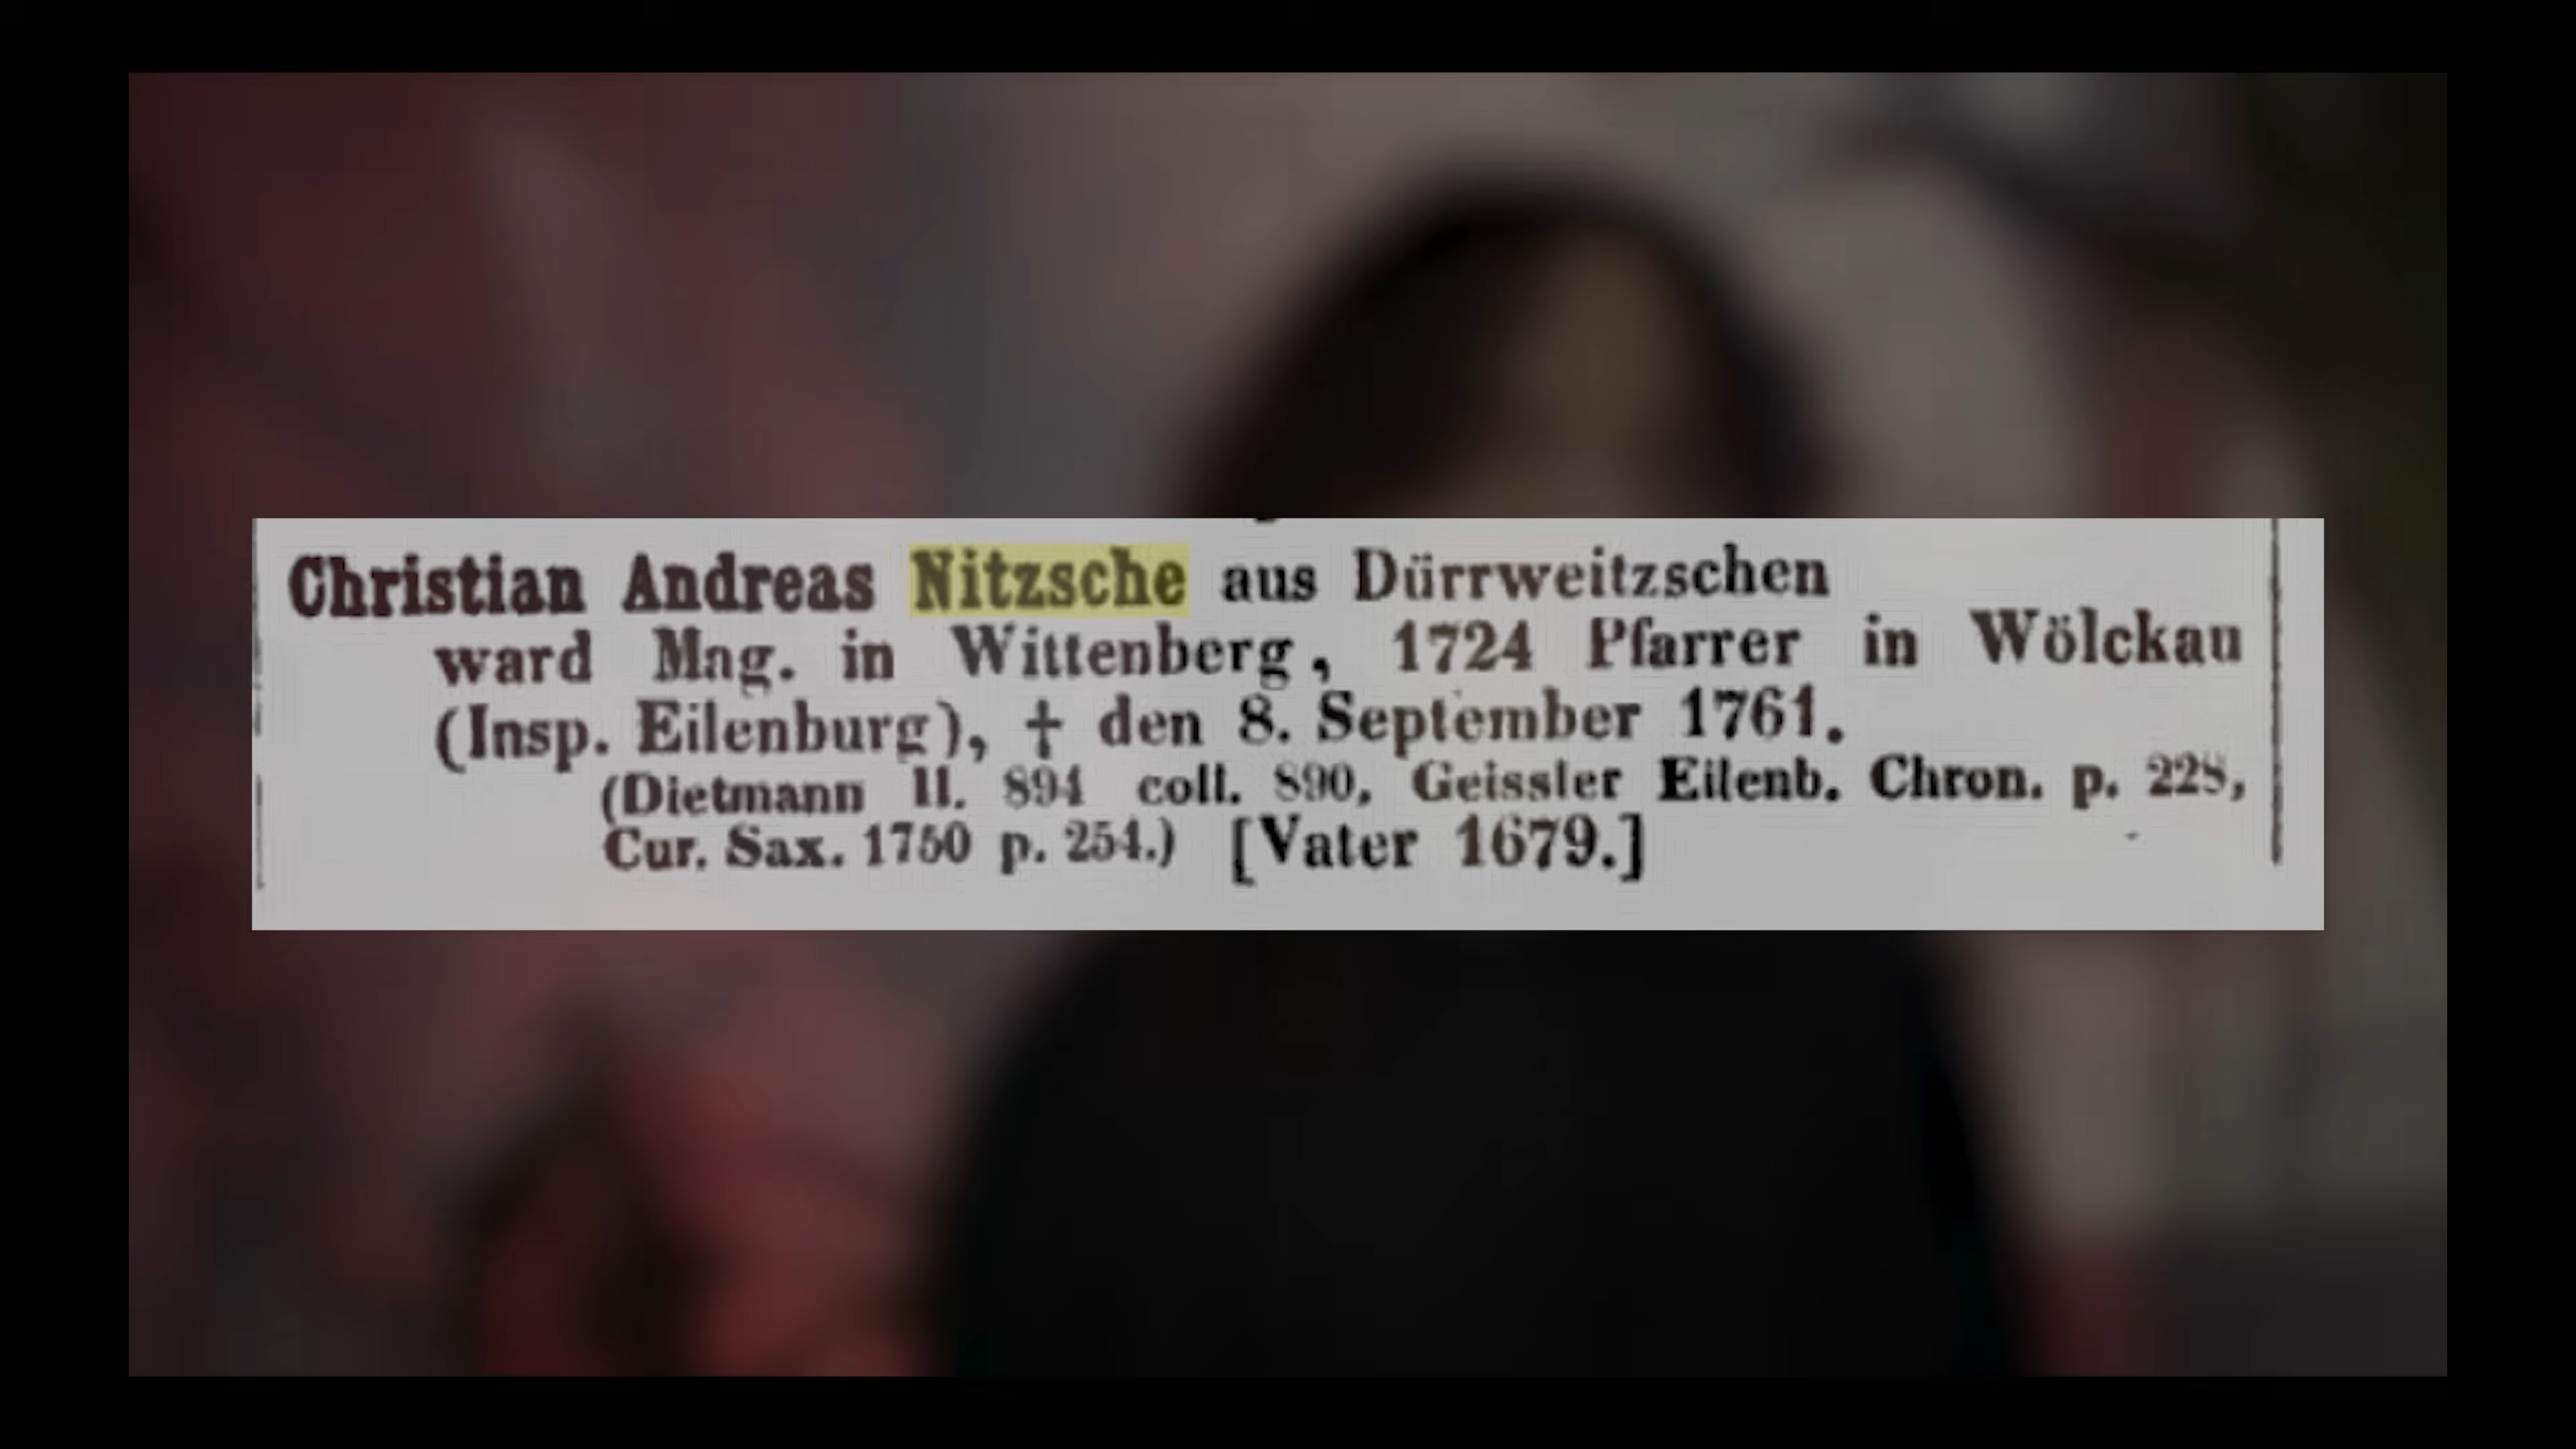 Christian Andreas Nitzsche aus Dürrweitzschen
ward Mag. in Wittenberg, 1724 Pfarrer in Wölckau
(Insp. Eilenburg), † den 8. September 1761.
(Dietmann II. 894 coll. 890, Geissler Eilenb. Chron. p. 228,
Cur. Sax. 1750 p. 254.) [Vater 1679.]